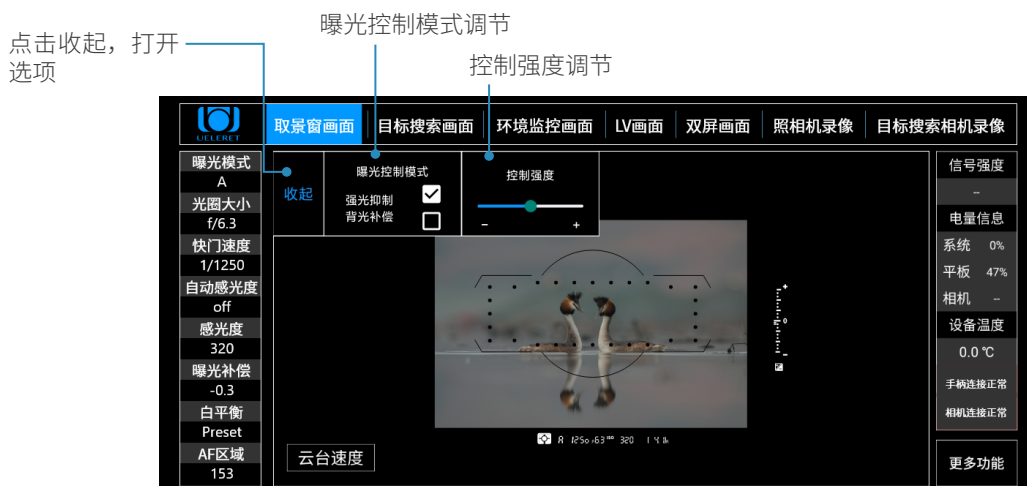 曝光控制模式调节
点击收起，打开
选项
控制强度调节
UELERET
取景窗画面
目标搜索画面
环境监控画面
LV画面
双屏画面
照相机录像
目标搜索相机录像
曝光模式
A
光圈大小
f/6.3
快门速度
1/1250
自动感光度
off
感光度
320
曝光补偿
-0.3
白平衡
Preset
AF区域
153
收起
曝光控制模式
强光抑制
背光补偿
控制强度
- +
+
0
-
A 1250 f63 320
云台速度
信号强度
--
电量信息
系统 0%
平板 47%
相机 --
设备温度
0.0 ℃
手柄连接正常
相机连接正常
更多功能